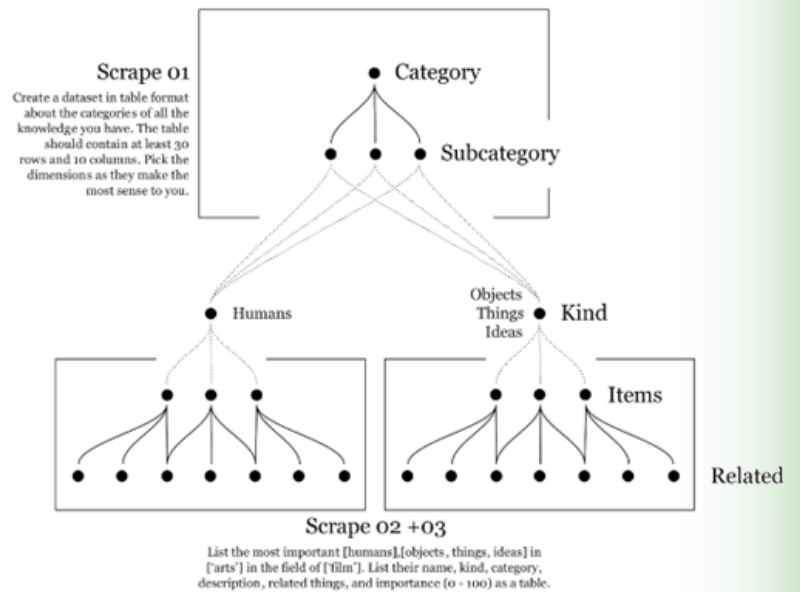 Scrape 01
Create a dataset in table format
about the categories of all the
knowledge you have. The table
should contain at least 30
rows and 10 columns. Pick the
dimensions as they make the
most sense to you.
Category
Subcategory
Humans
Objects
Things
Ideas
Kind
Items
Related
Scrape 02 +03
List the most important [humans],[objects, things, ideas] in
['arts'] in the field of ['film']. List their name, kind, category,
description, related things, and importance (0 - 100) as a table.